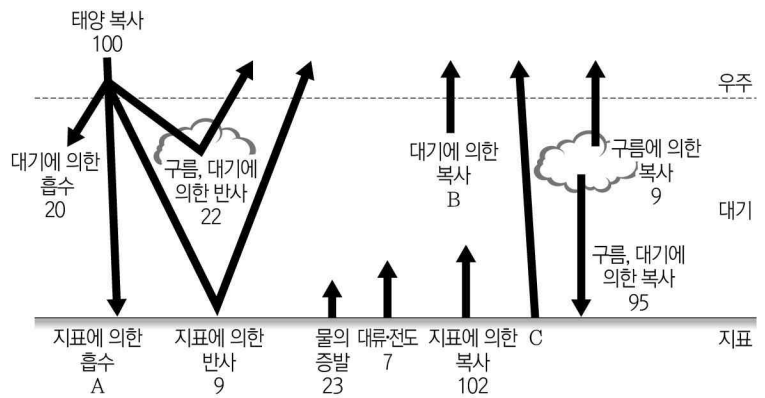 태양 복사
100
우주
대기에 의한
흡수
20
구름, 대기에
의한 반사
22
대기에 의한
복사
B
구름에 의한
복사
9
대기
구름, 대기에
의한 복사
95
지표에 의한
흡수
A
지표에 의한
반사
9
물의
증발
23
대류·전도
7
지표에 의한
복사
102
C
지표